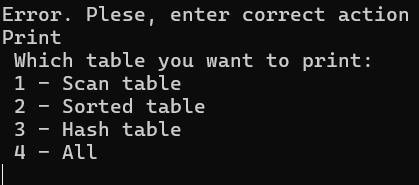 Error. Plese, enter correct action
Print
Which table you want to print:
1 - Scan table
2 - Sorted table
3 - Hash table
4 - All